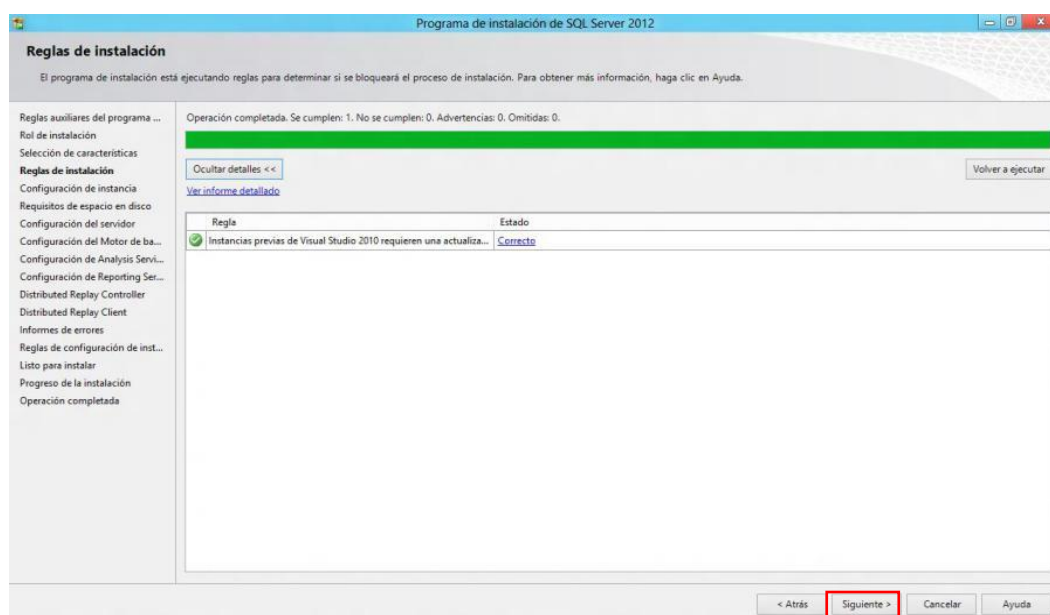 Programa de instalación de SQL Server 2012
Reglas de instalación
El programa de instalación está ejecutando reglas para determinar si se bloqueará el proceso de instalación. Para obtener más información, haga clic en Ayuda.
Reglas auxiliares del programa ...
Rol de instalación
Selección de características
Reglas de instalación
Configuración de instancia
Requisitos de espacio en disco
Configuración del servidor
Configuración del Motor de ba...
Configuración de Analysis Servi...
Configuración de Reporting Ser...
Distributed Replay Controller
Distributed Replay Client
Informes de errores
Reglas de configuración de inst...
Listo para instalar
Progreso de la instalación
Operación completada
Operación completada. Se cumplen: 1. No se cumplen: 0. Advertencias: 0. Omitidas: 0.
Ocultar detalles <<
Volver a ejecutar
Ver informe detallado
Regla Estado
Instancias previas de Visual Studio 2010 requieren una actualiza... Correcto
< Atrás Siguiente > Cancelar Ayuda